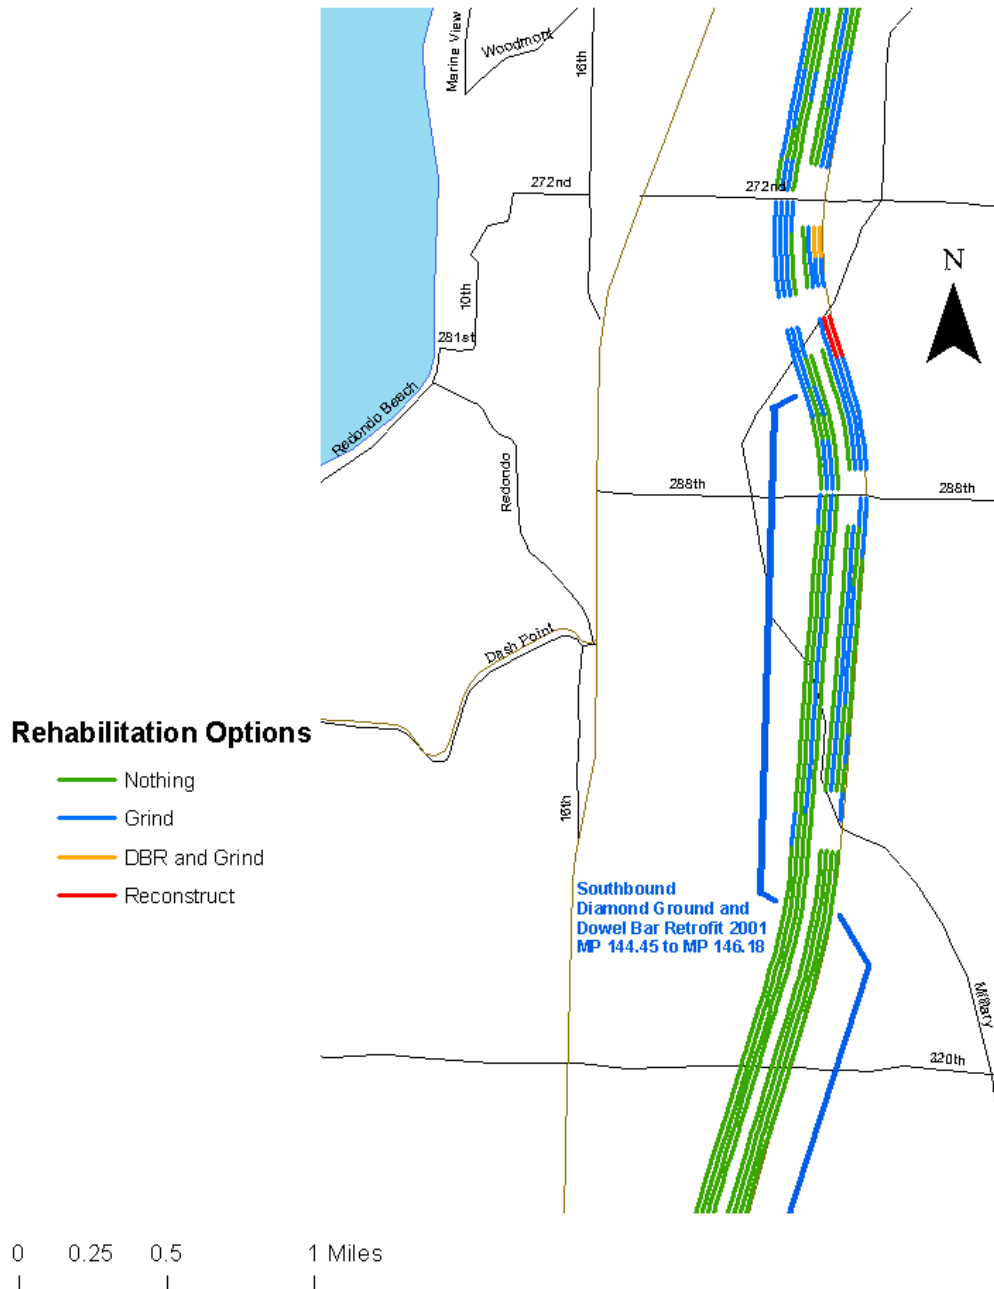 Marine View
Woodmont
16th
272nd
272nd
N
10th
281st
Redondo Beach
Redondo
288th
288th
Dash Point
Rehabilitation Options
Nothing
Grind
DBR and Grind
Reconstruct
16th
Southbound
Diamond Ground and
Dowel Bar Retrofit 2001
MP 144.45 to MP 146.18
Military
320th
0 0.25 0.5 1 Miles